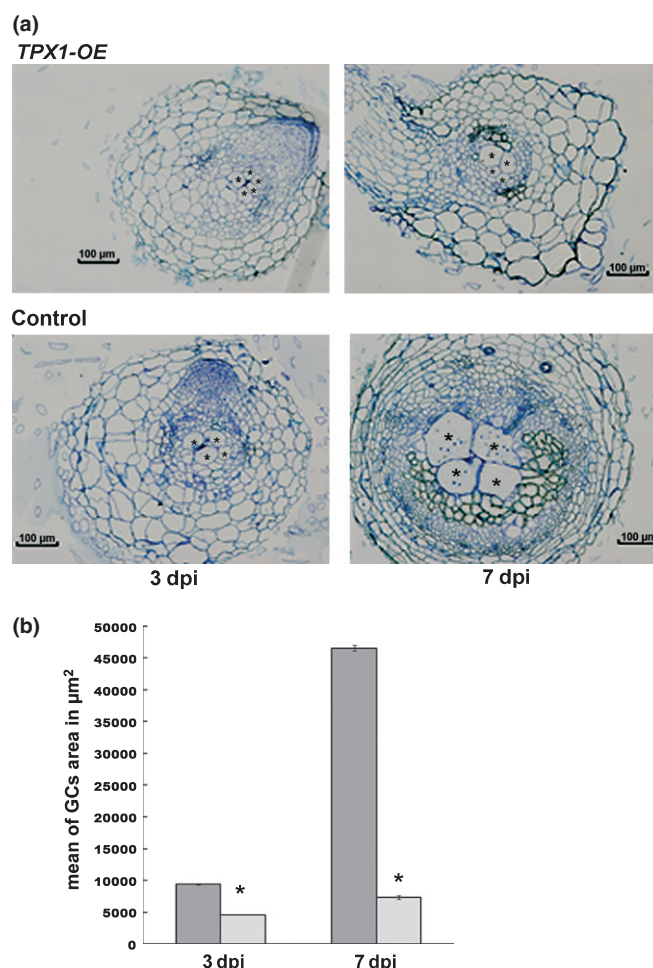 (a)
TPX1-OE
100 µm
100 µm
Control
100 µm
100 µm
3 dpi
7 dpi
(b)
mean of GCs area in µm²
50000
45000
40000
35000
30000
25000
20000
15000
10000
5000
0
*
*
3 dpi
7 dpi